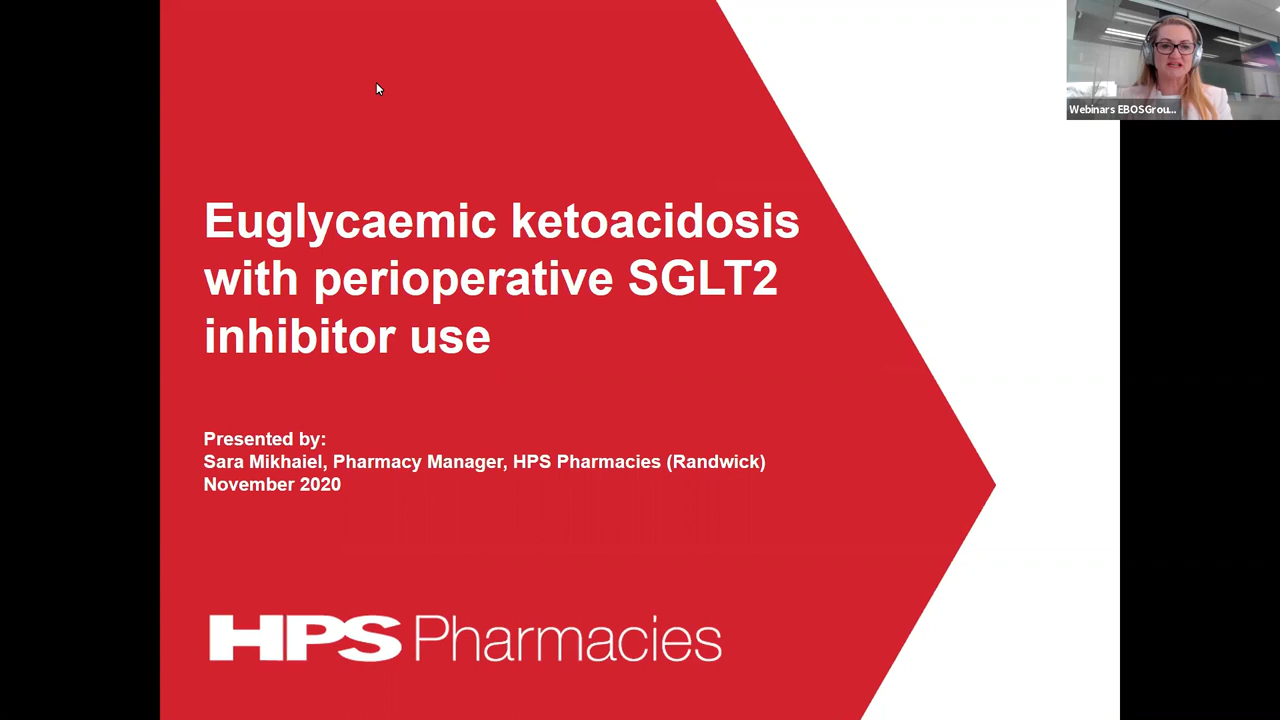 Webinars EBOSGrou...
Euglycaemic ketoacidosis
with perioperative SGLT2
inhibitor use
Presented by:
Sara Mikhaiel, Pharmacy Manager, HPS Pharmacies (Randwick)
November 2020
HPS Pharmacies